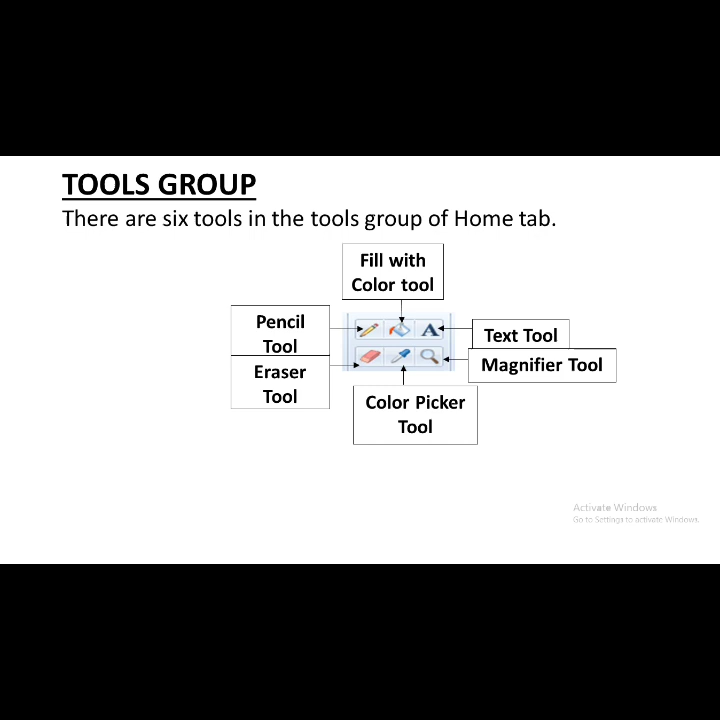 TOOLS GROUP
There are six tools in the tools group of Home tab.
Fill with
Color tool
Pencil
Tool
Eraser
Tool
A
Text Tool
Magnifier Tool
Color Picker
Tool
Activate Windows
Go to Settings to activate Windows.